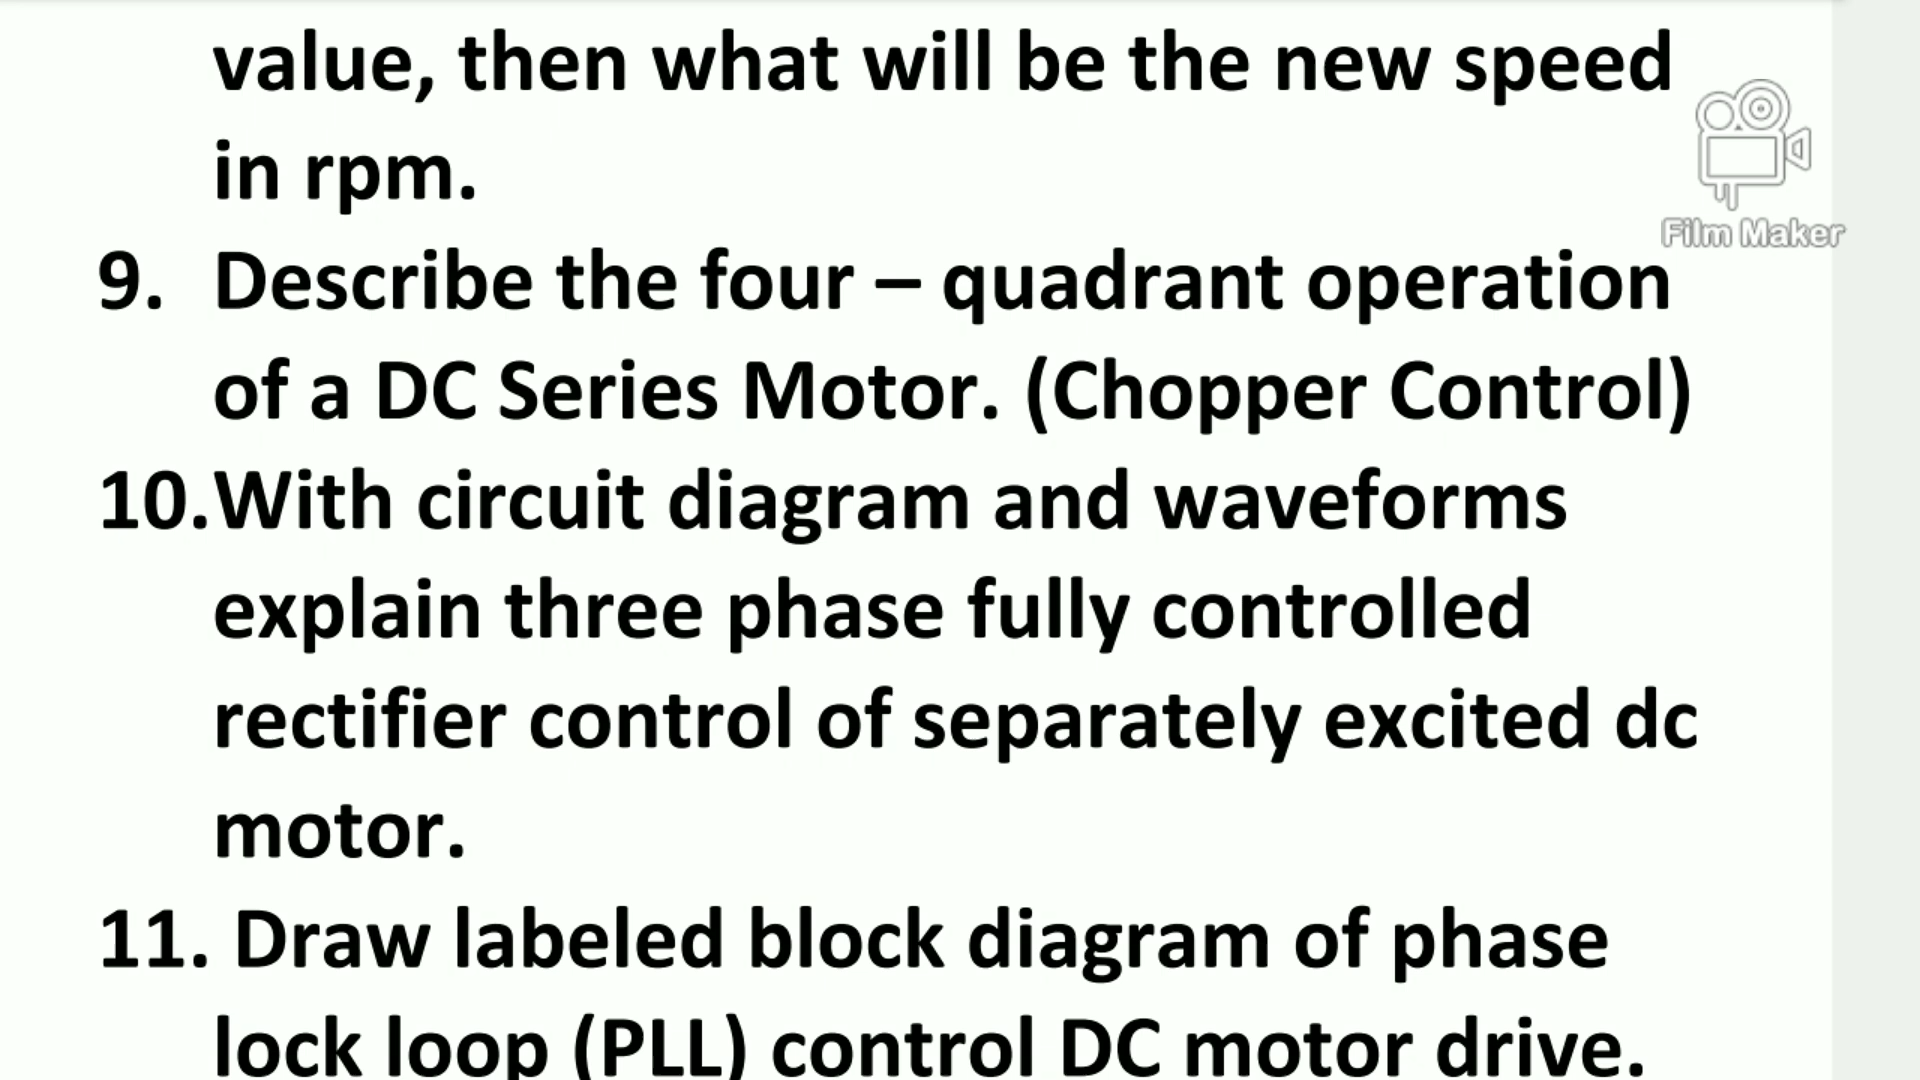 value, then what will be the new speed
in rpm.
Film Maker
9. Describe the four – quadrant operation
of a DC Series Motor. (Chopper Control)
10.With circuit diagram and waveforms
explain three phase fully controlled
rectifier control of separately excited dc
motor.
11. Draw labeled block diagram of phase
lock loop (PLL) control DC motor drive.